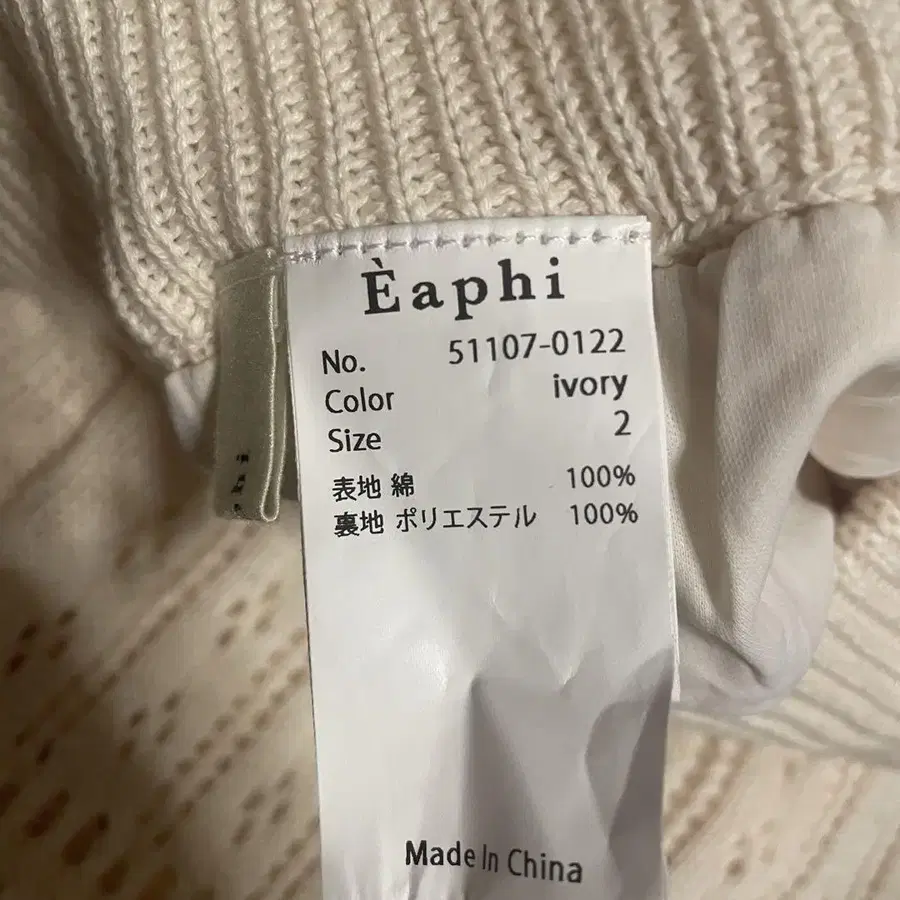 Èaphi
No. 51107-0122
Color ivory
Size 2
表地 綿 100%
裏地 ポリエステル 100%
Made In China